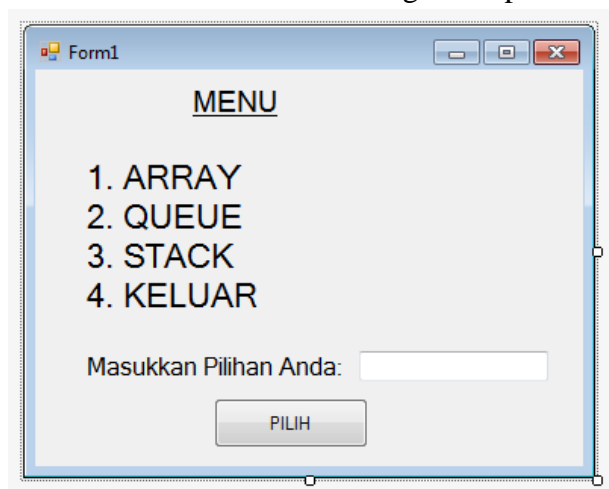 Form1
MENU
1. ARRAY
2. QUEUE
3. STACK
4. KELUAR
Masukkan Pilihan Anda:
PILIH